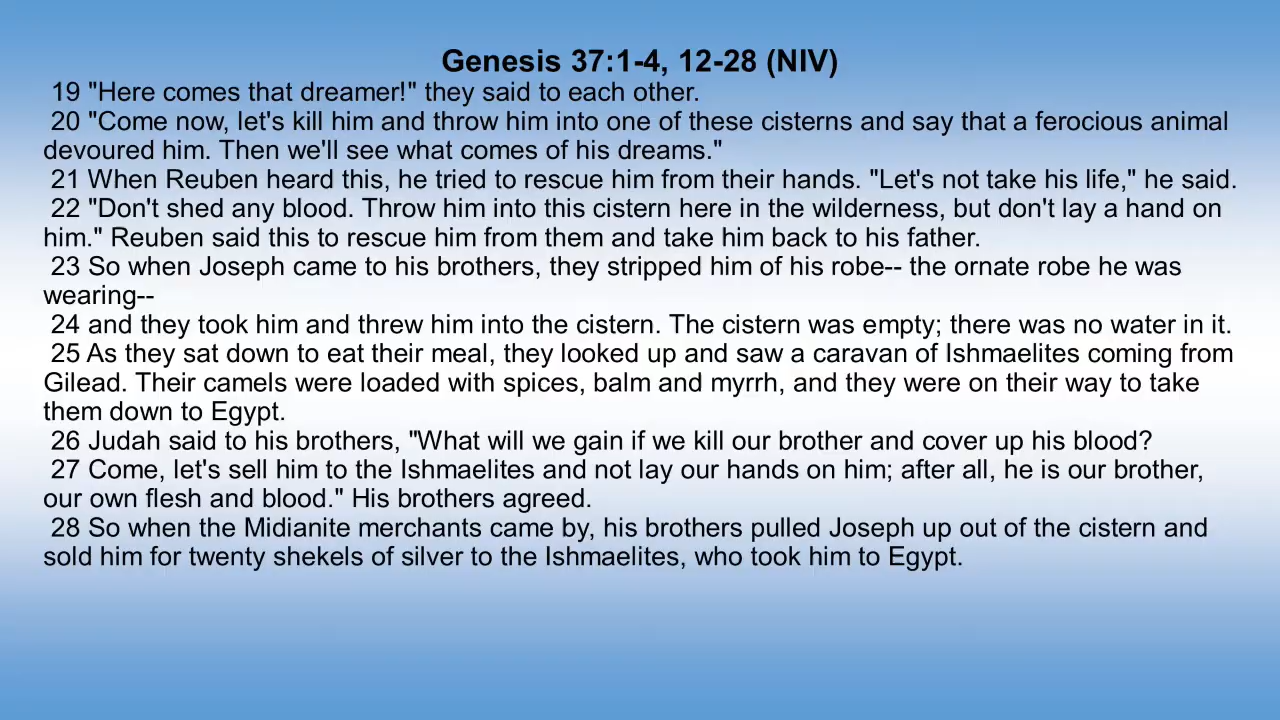 Genesis 37:1-4, 12-28 (NIV)
19 "Here comes that dreamer!" they said to each other.
20 "Come now, let's kill him and throw him into one of these cisterns and say that a ferocious animal
devoured him. Then we'll see what comes of his dreams."
21 When Reuben heard this, he tried to rescue him from their hands. "Let's not take his life," he said.
22 "Don't shed any blood. Throw him into this cistern here in the wilderness, but don't lay a hand on
him." Reuben said this to rescue him from them and take him back to his father.
23 So when Joseph came to his brothers, they stripped him of his robe-- the ornate robe he was
wearing--
24 and they took him and threw him into the cistern. The cistern was empty; there was no water in it.
25 As they sat down to eat their meal, they looked up and saw a caravan of Ishmaelites coming from
Gilead. Their camels were loaded with spices, balm and myrrh, and they were on their way to take
them down to Egypt.
26 Judah said to his brothers, "What will we gain if we kill our brother and cover up his blood?
27 Come, let's sell him to the Ishmaelites and not lay our hands on him; after all, he is our brother,
our own flesh and blood." His brothers agreed.
28 So when the Midianite merchants came by, his brothers pulled Joseph up out of the cistern and
sold him for twenty shekels of silver to the Ishmaelites, who took him to Egypt.